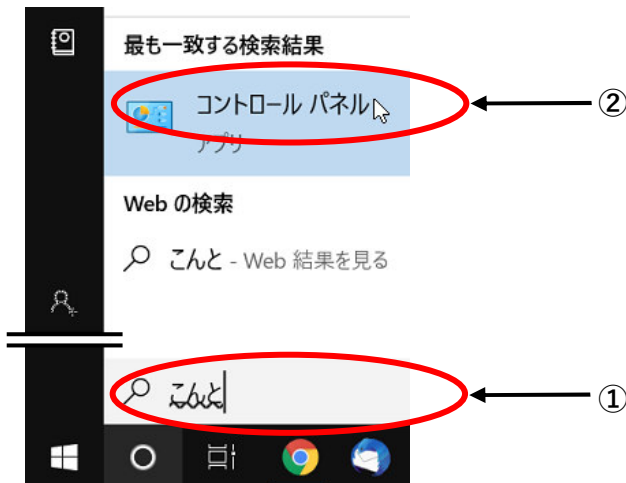 最も一致する検索結果
コントロール パネル
アプリ
②
Web の検索
こんと - Web 結果を見る
こんと
①